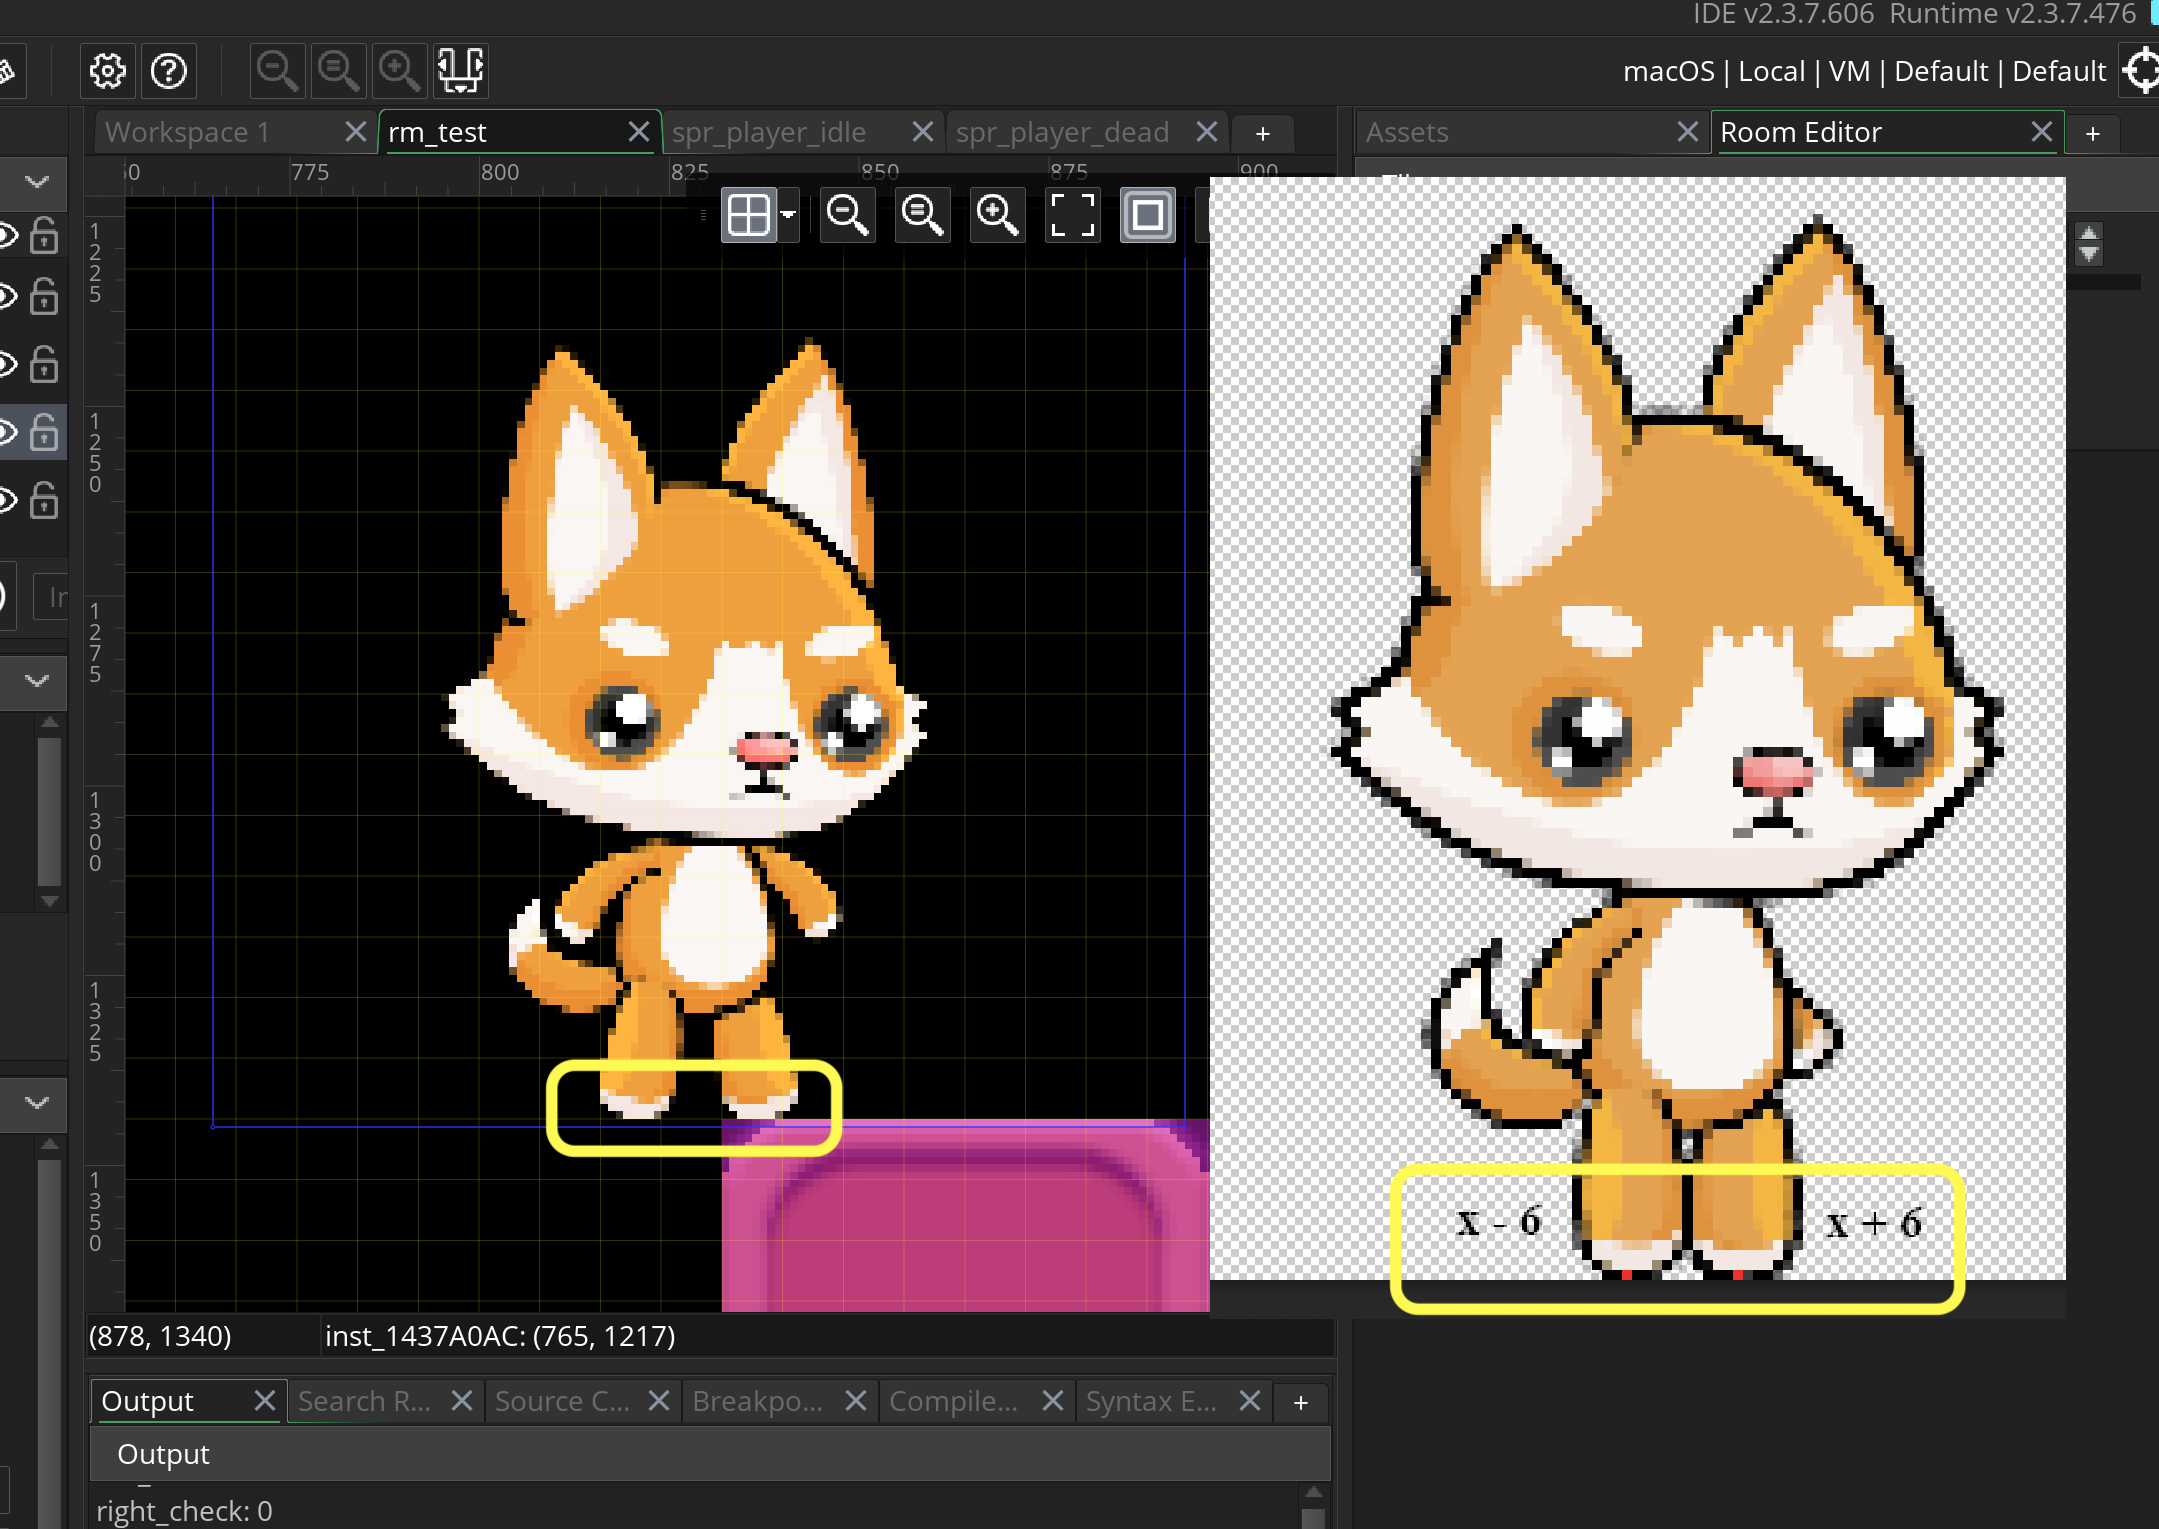 IDE v2.3.7.606 Runtime v2.3.7.476
macOS | Local | VM | Default | Default
Workspace 1
rm_test
spr_player_idle
spr_player_dead
+
Assets
Room Editor
+
775 800 825 850 875 900
1225
1250
1275
1300
1325
1350
x - 6
x + 6
(878, 1340)
inst_1437A0AC: (765, 1217)
Output
Search R...
Source C...
Breakpo...
Compile...
Syntax E...
+
Output
right_check: 0